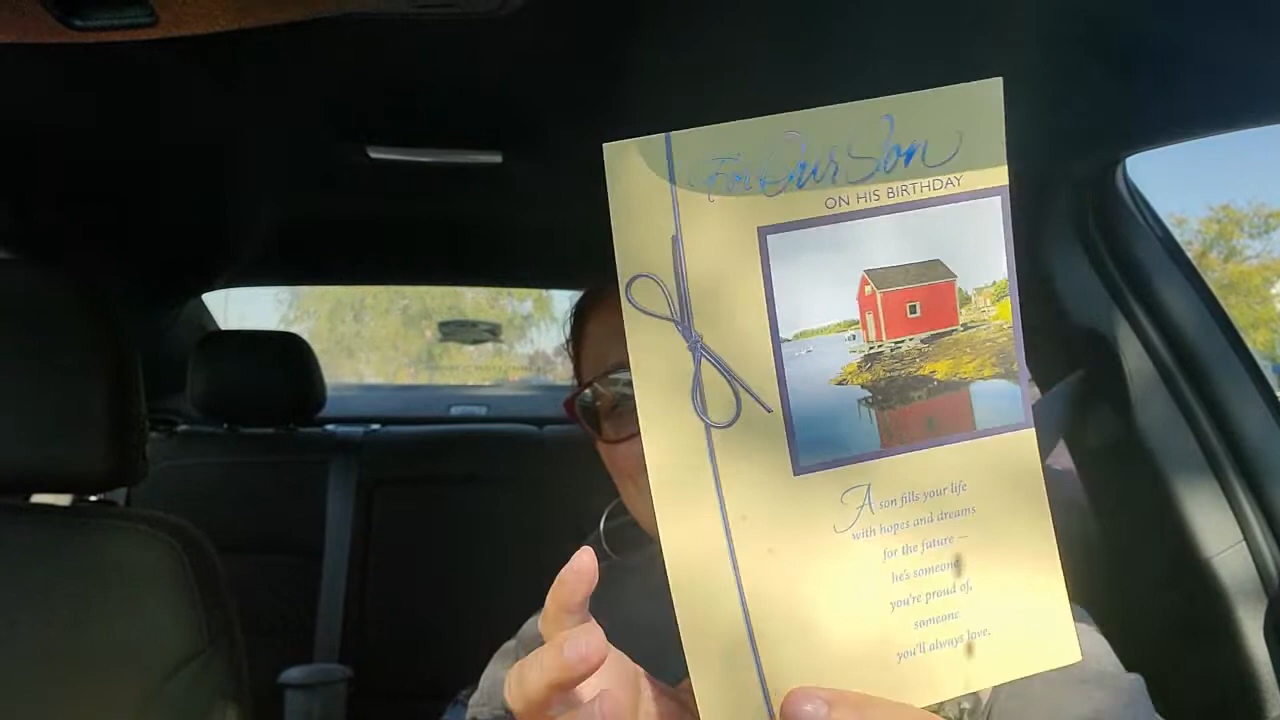 For Our Son
ON HIS BIRTHDAY
A son fills your life
with hopes and dreams
for the future —
he's someone
you're proud of,
someone
you'll always love.